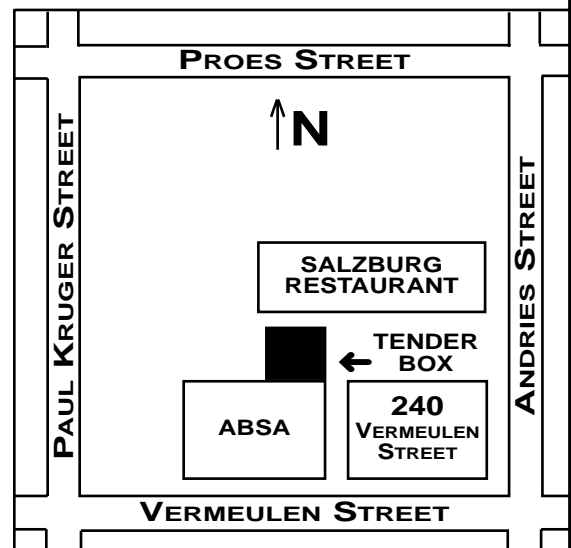 PROES STREET
N
PAUL KRUGER STREET
ANDRIES STREET
SALZBURG
RESTAURANT
TENDER
BOX
ABSA
240
VERMEULEN
STREET
VERMEULEN STREET